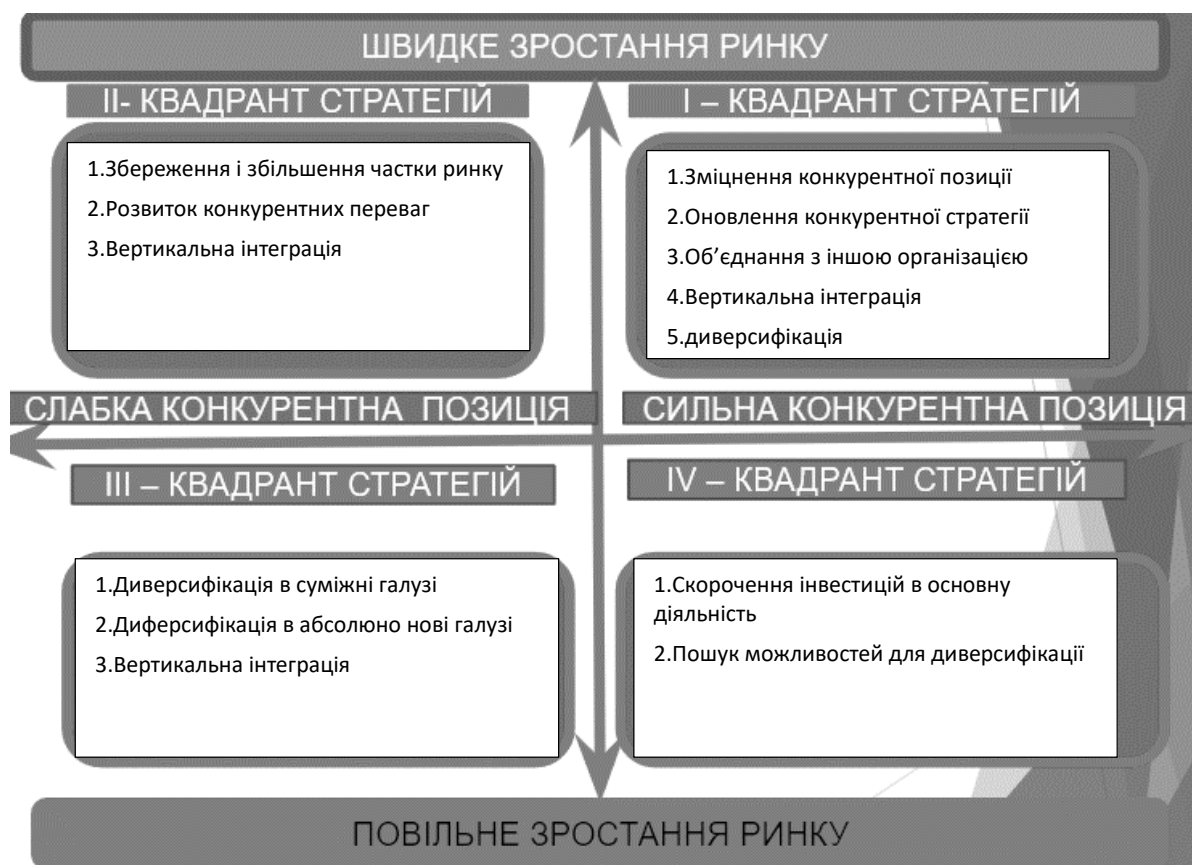 ШВИДКЕ ЗРОСТАННЯ РИНКУ
ІІ- КВАДРАНТ СТРАТЕГІЙ
1.Збереження і збільшення частки ринку
2.Розвиток конкурентних переваг
3.Вертикальна інтеграція
І – КВАДРАНТ СТРАТЕГІЙ
1.Зміцнення конкурентної позиції
2.Оновлення конкурентної стратегії
3.Об’єднання з іншою організацією
4.Вертикальна інтеграція
5.диверсифікація
СЛАБКА КОНКУРЕНТНА ПОЗИЦІЯ
СИЛЬНА КОНКУРЕНТНА ПОЗИЦІЯ
ІІІ – КВАДРАНТ СТРАТЕГІЙ
1.Диверсифікація в суміжні галузі
2.Диферсифікація в абсолюно нові галузі
3.Вертикальна інтеграція
IV – КВАДРАНТ СТРАТЕГІЙ
1.Скорочення інвестицій в основну
діяльність
2.Пошук можливостей для диверсифікації
ПОВІЛЬНЕ ЗРОСТАННЯ РИНКУ